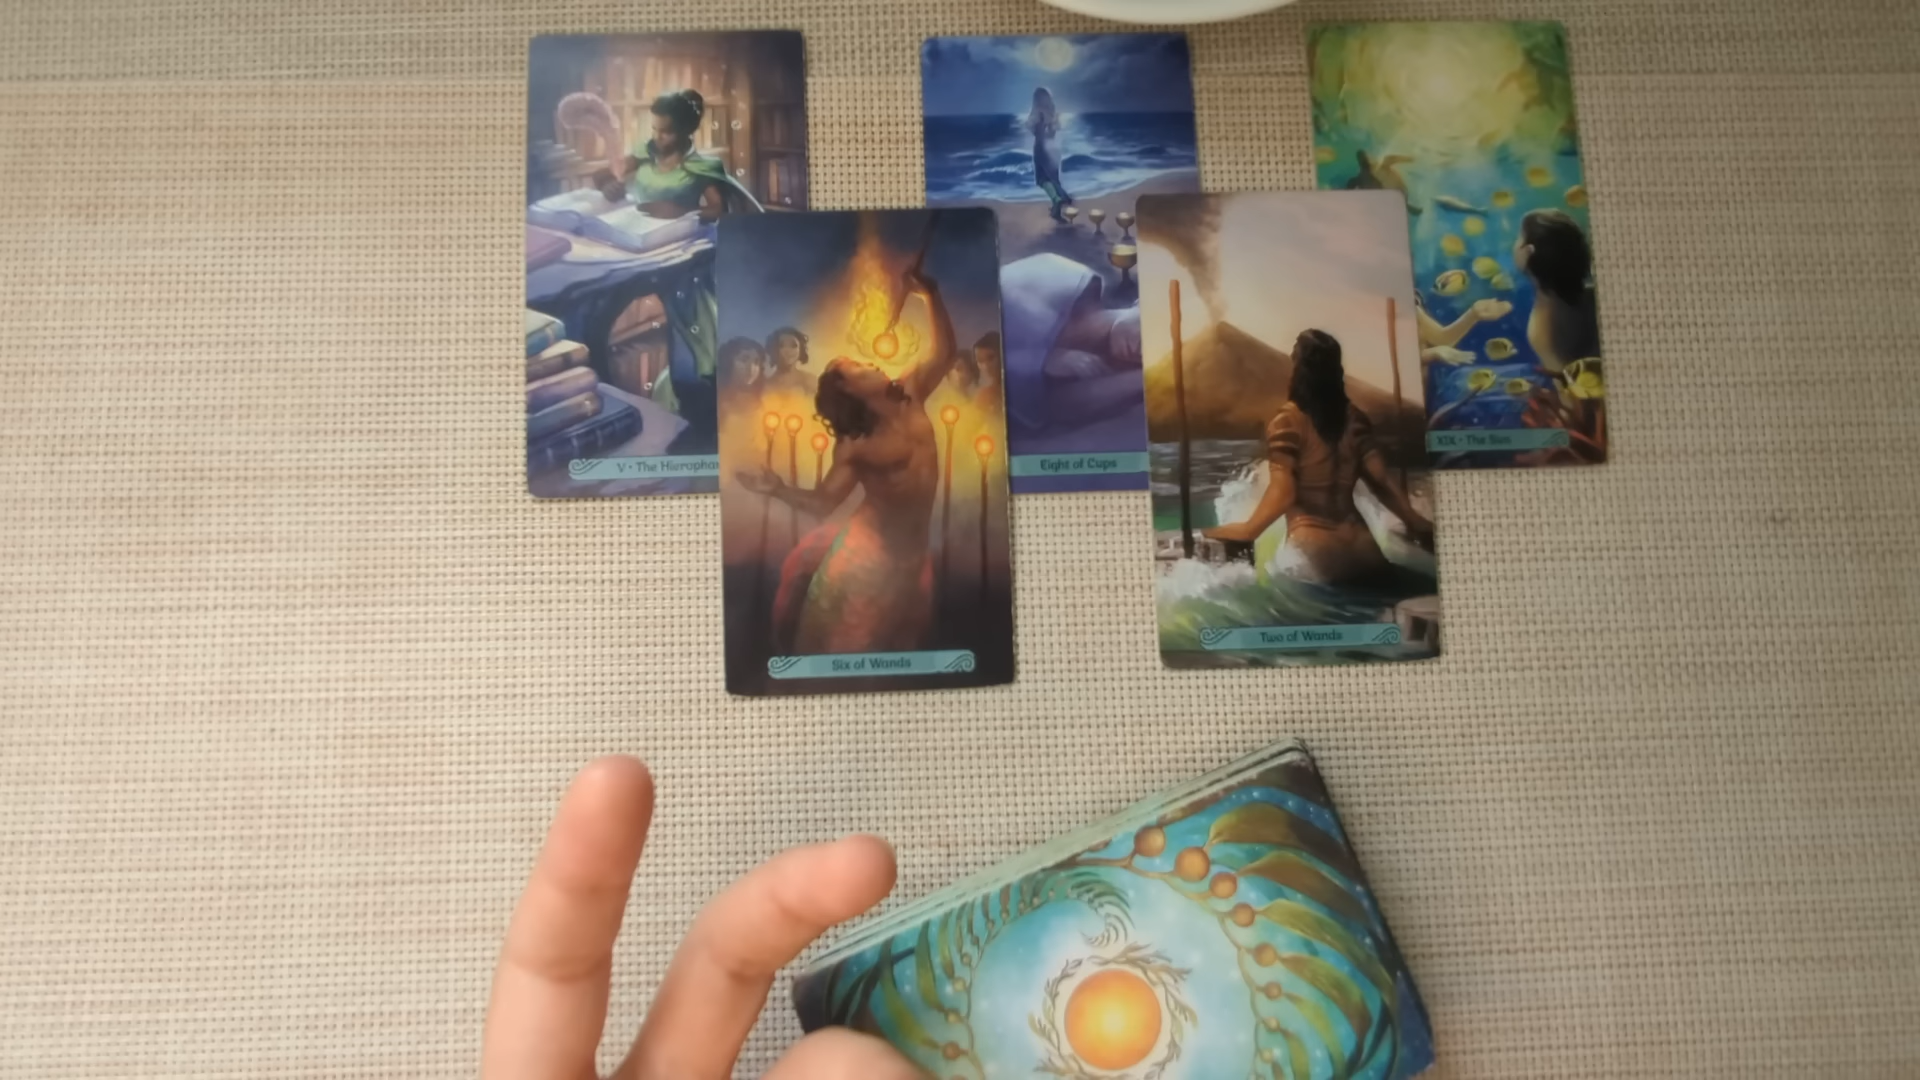 V • The Hierophan
Eight of Cups
XIX • The Sun
Six of Wands
Two of Wands